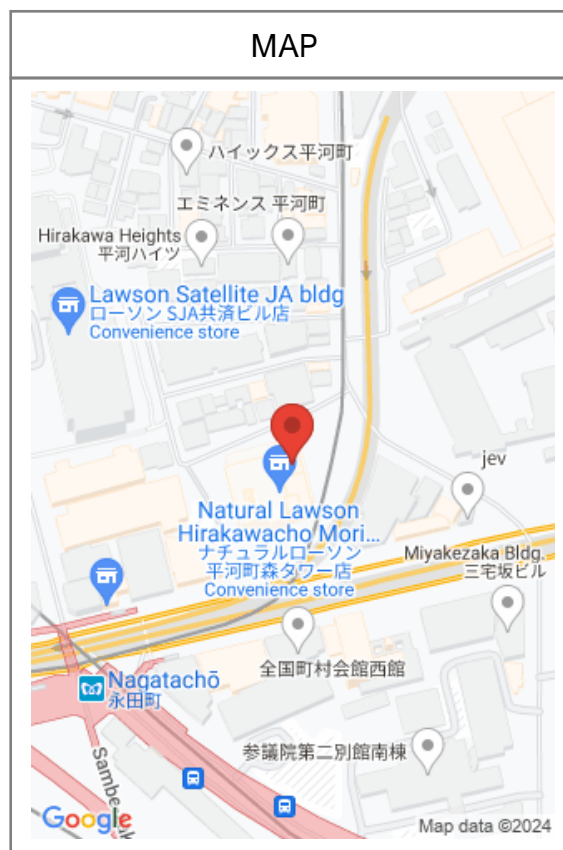 MAP
ハイックス平河町
エミネンス 平河町
Hirakawa Heights
平河ハイツ
Lawson Satellite JA bldg
ローソン SJA共済ビル店
Convenience store
jev
Natural Lawson
Hirakawacho Mori...
ナチュラルローソン
平河町森タワー店
Convenience store
Miyakezaka Bldg.
三宅坂ビル
全国町村会館西館
Nagatachō
永田町
参議院第二別館南棟
Google
Map data ©2024